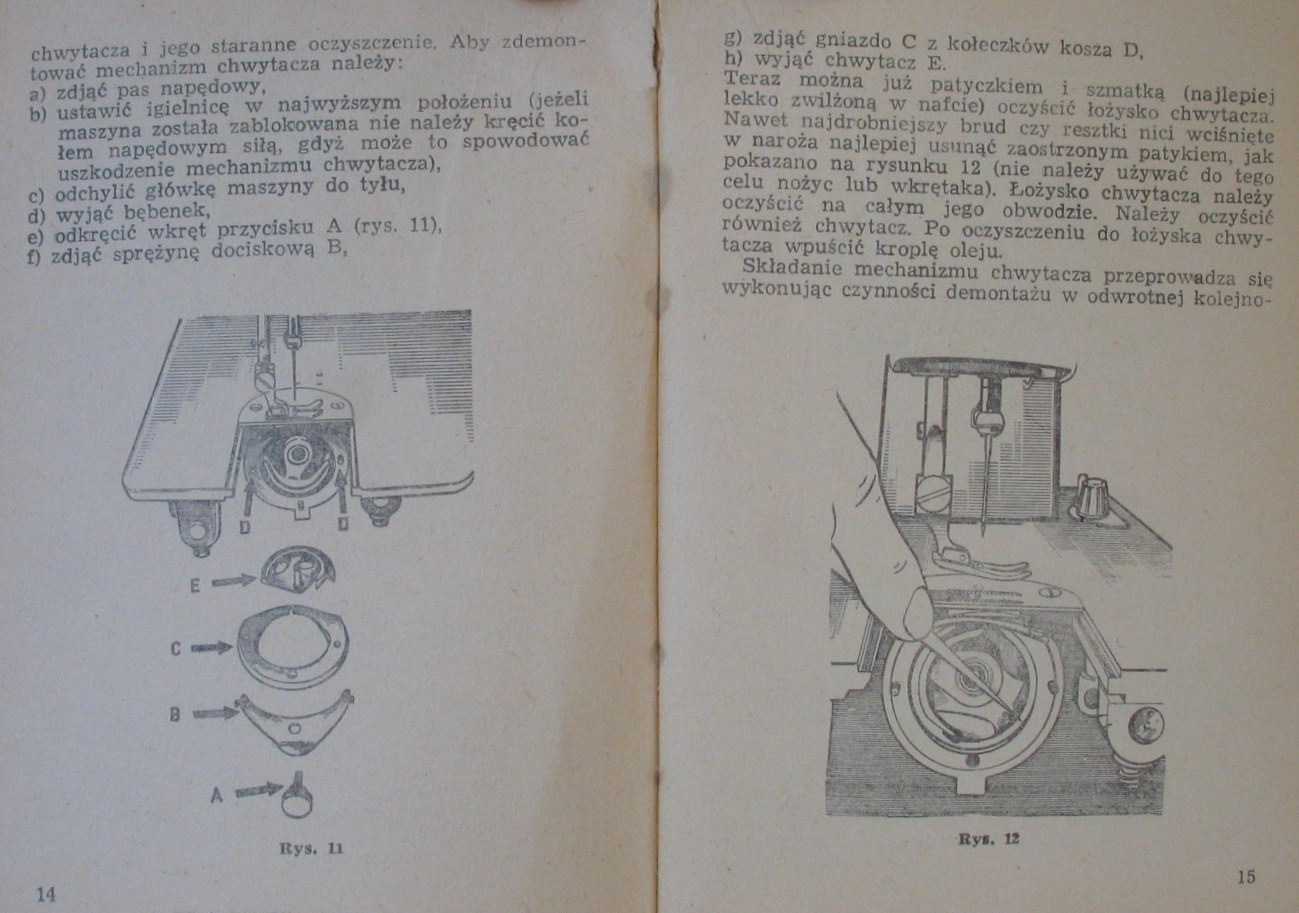 chwytacza i jego staranne oczyszczenie. Aby zdemon-
tować mechanizm chwytacza należy:
a) zdjąć pas napędowy,
b) ustawić igielnicę w najwyższym położeniu (jeżeli
maszyna została zablokowana nie należy kręcić ko-
łem napędowym siłą, gdyż może to spowodować
uszkodzenie mechanizmu chwytacza),
c) odchylić główkę maszyny do tyłu,
d) wyjąć bębenek,
e) odkręcić wkręt przycisku A (rys. 11),
f) zdjąć sprężynę dociskową B,
D
D
E
C
B
A
Rys. 11
14
g) zdjąć gniazdo C z kołeczków kosza D,
h) wyjąć chwytacz E.
Teraz można już patyczkiem i szmatką (najlepiej
lekko zwilżoną w nafcie) oczyścić łożysko chwytacza.
Nawet najdrobniejszy brud czy resztki nici wciśnięte
w naroża najlepiej usunąć zaostrzonym patykiem, jak
pokazano na rysunku 12 (nie należy używać do tego
celu nożyc lub wkrętaka). Łożysko chwytacza należy
oczyścić na całym jego obwodzie. Należy oczyścić
również chwytacz. Po oczyszczeniu do łożyska chwy-
tacza wpuścić kroplę oleju.
Składanie mechanizmu chwytacza przeprowadza się
wykonując czynności demontażu w odwrotnej kolejno-
Rys. 12
15